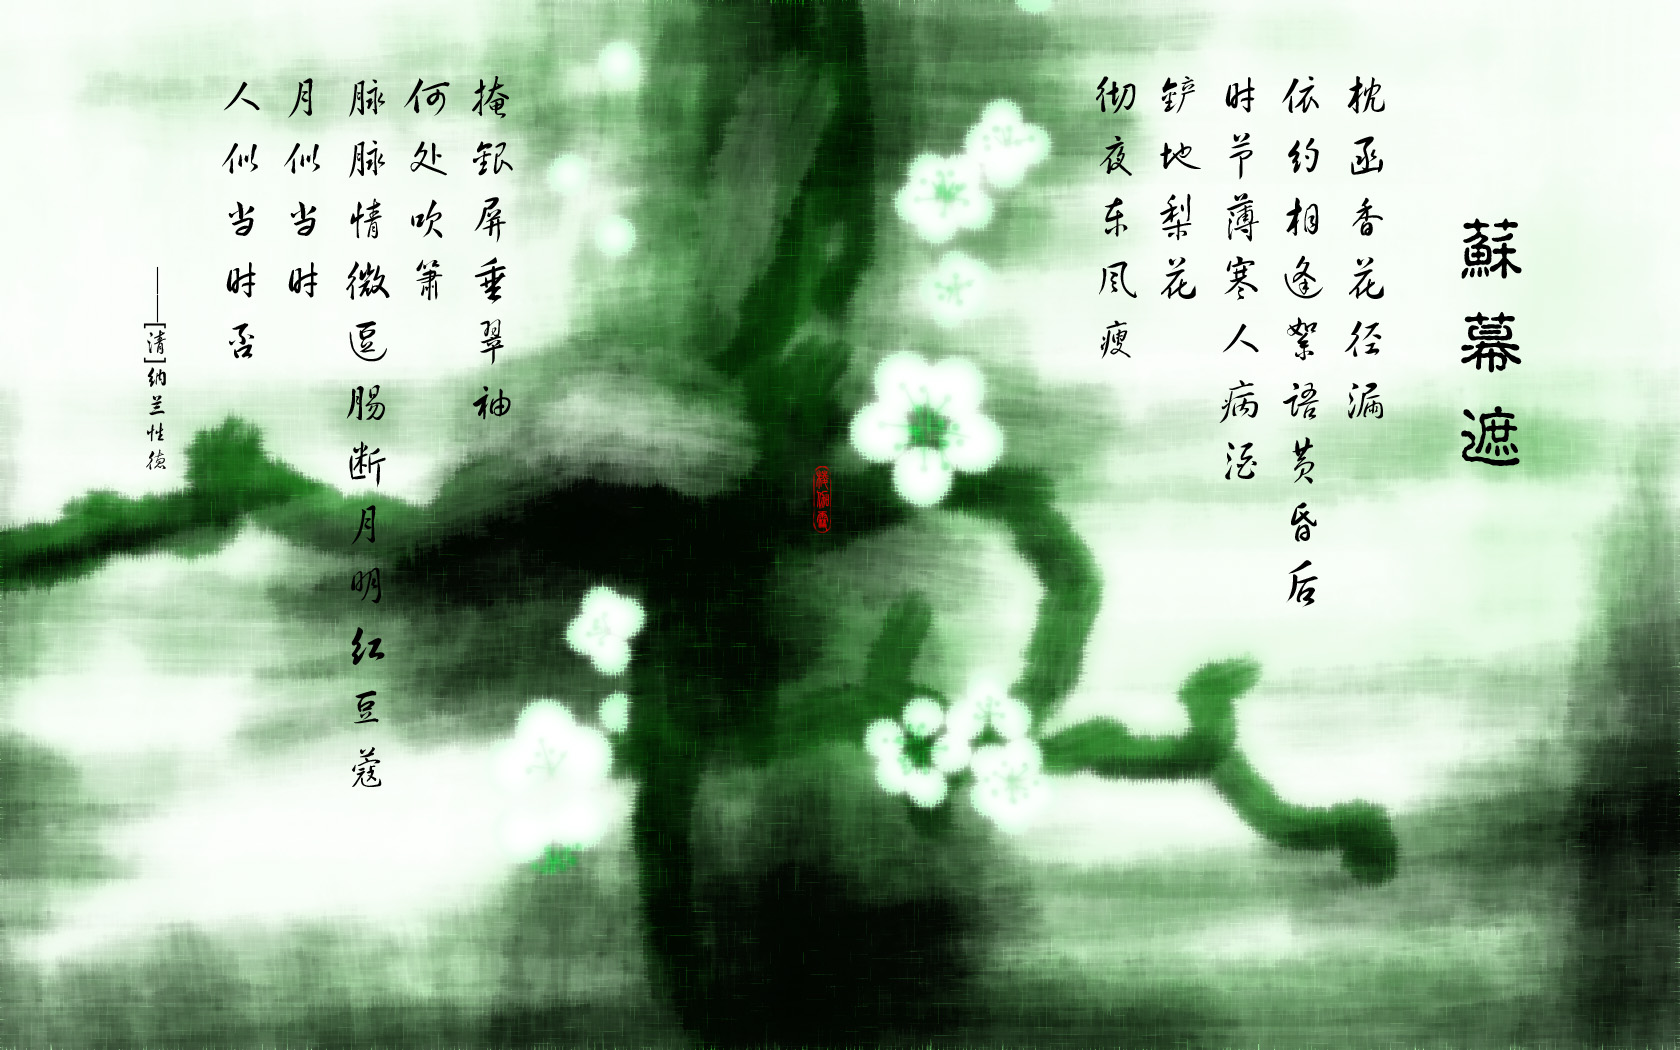 蘇幕遮
枕函香花径漏
依约相逢絮语黄昏后
时节薄寒人病酒
铲地梨花
彻夜东风瘦
掩銀屏垂翠袖
何处吹箫
脉脉情微逗肠断月明红豆蔻
月似当时
人似当时否
——[清]纳兰性德